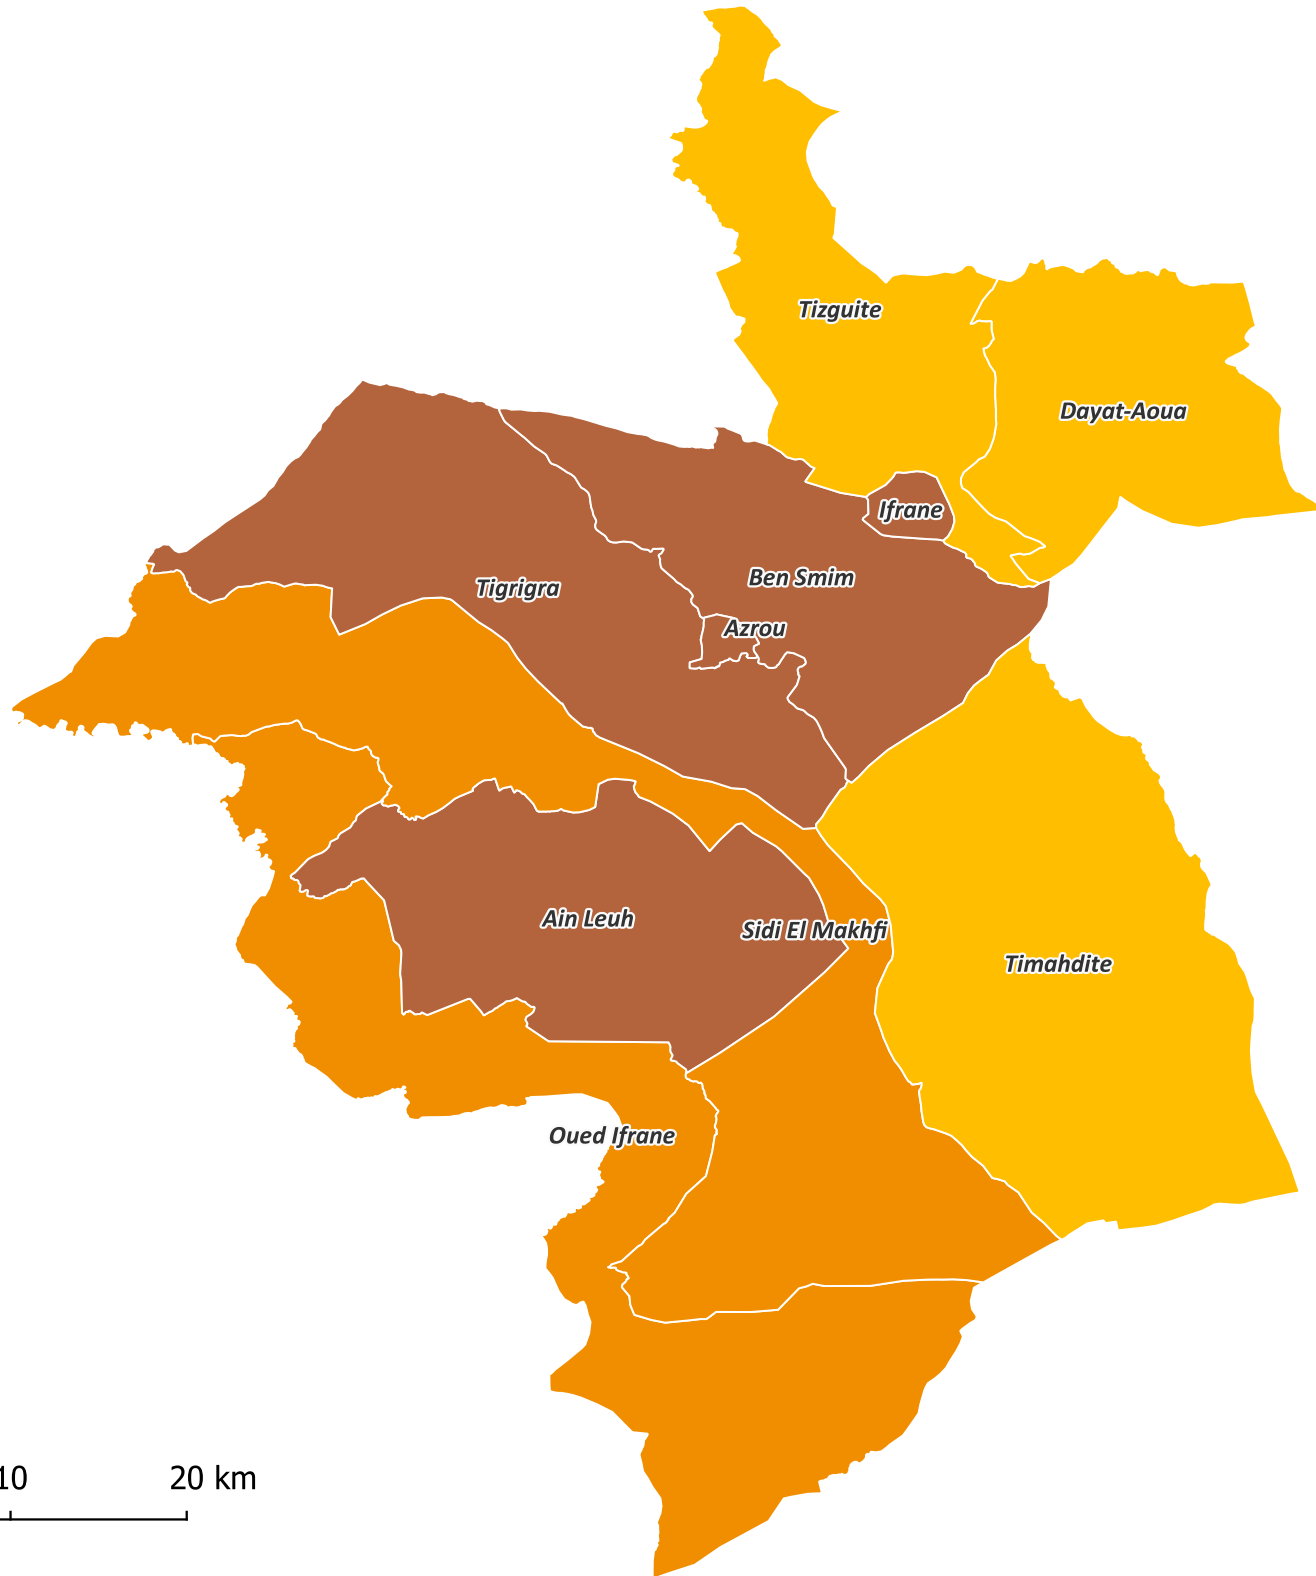 Tizguite
Dayat-Aoua
Ifrane
Ben Smim
Tigrigra
Azrou
Ain Leuh
Sidi El Makhfi
Timahdite
Oued Ifrane
10
20 km